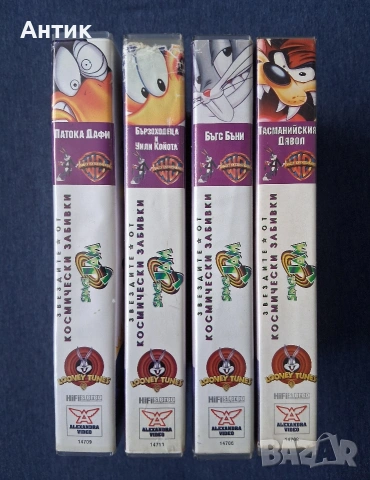 Антик
ПАТОКА ДАФИ
ЗВЕЗДИТЕ ★ ОТ
КОСМИЧЕСКИ ЗАБИВКИ
SPACE JAM
LOONEY TUNES
HiFi
ALEXANDRA
VIDEO
14709
БЪРЗОХОДЕЦА
И
УИЛИ КОЙОТА
ЗВЕЗДИТЕ ★ ОТ
КОСМИЧЕСКИ ЗАБИВКИ
SPACE JAM
LOONEY TUNES
HiFi
ALEXANDRA
VIDEO
14711
БЪГС БЪНИ
ЗВЕЗДИТЕ ★ ОТ
КОСМИЧЕСКИ ЗАБИВКИ
SPACE JAM
LOONEY TUNES
HiFi
ALEXANDRA
VIDEO
ТАСМАНИЙСКИЯ
ДЯВОЛ
ЗВЕЗДИТЕ ★ ОТ
КОСМИЧЕСКИ ЗАБИВКИ
SPACE JAM
LOONEY TUNES
HiFi
ALEXANDRA
VIDEO
BAZAR